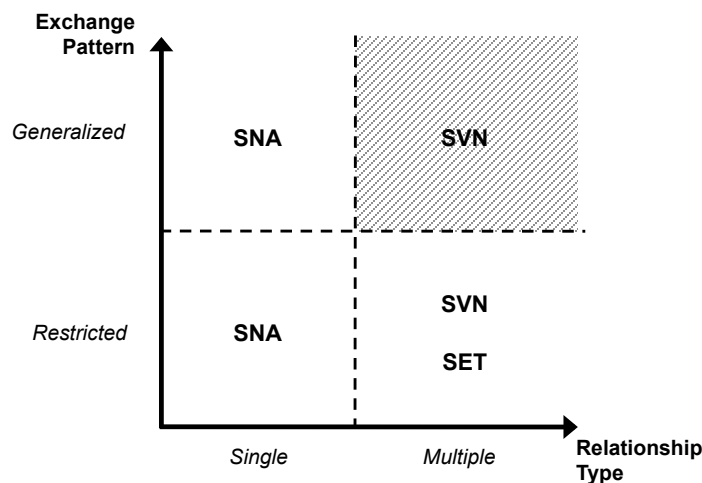 Exchange
Pattern
Generalized
SNA
SVN
Restricted
SNA
SVN
SET
Single
Multiple
Relationship
Type